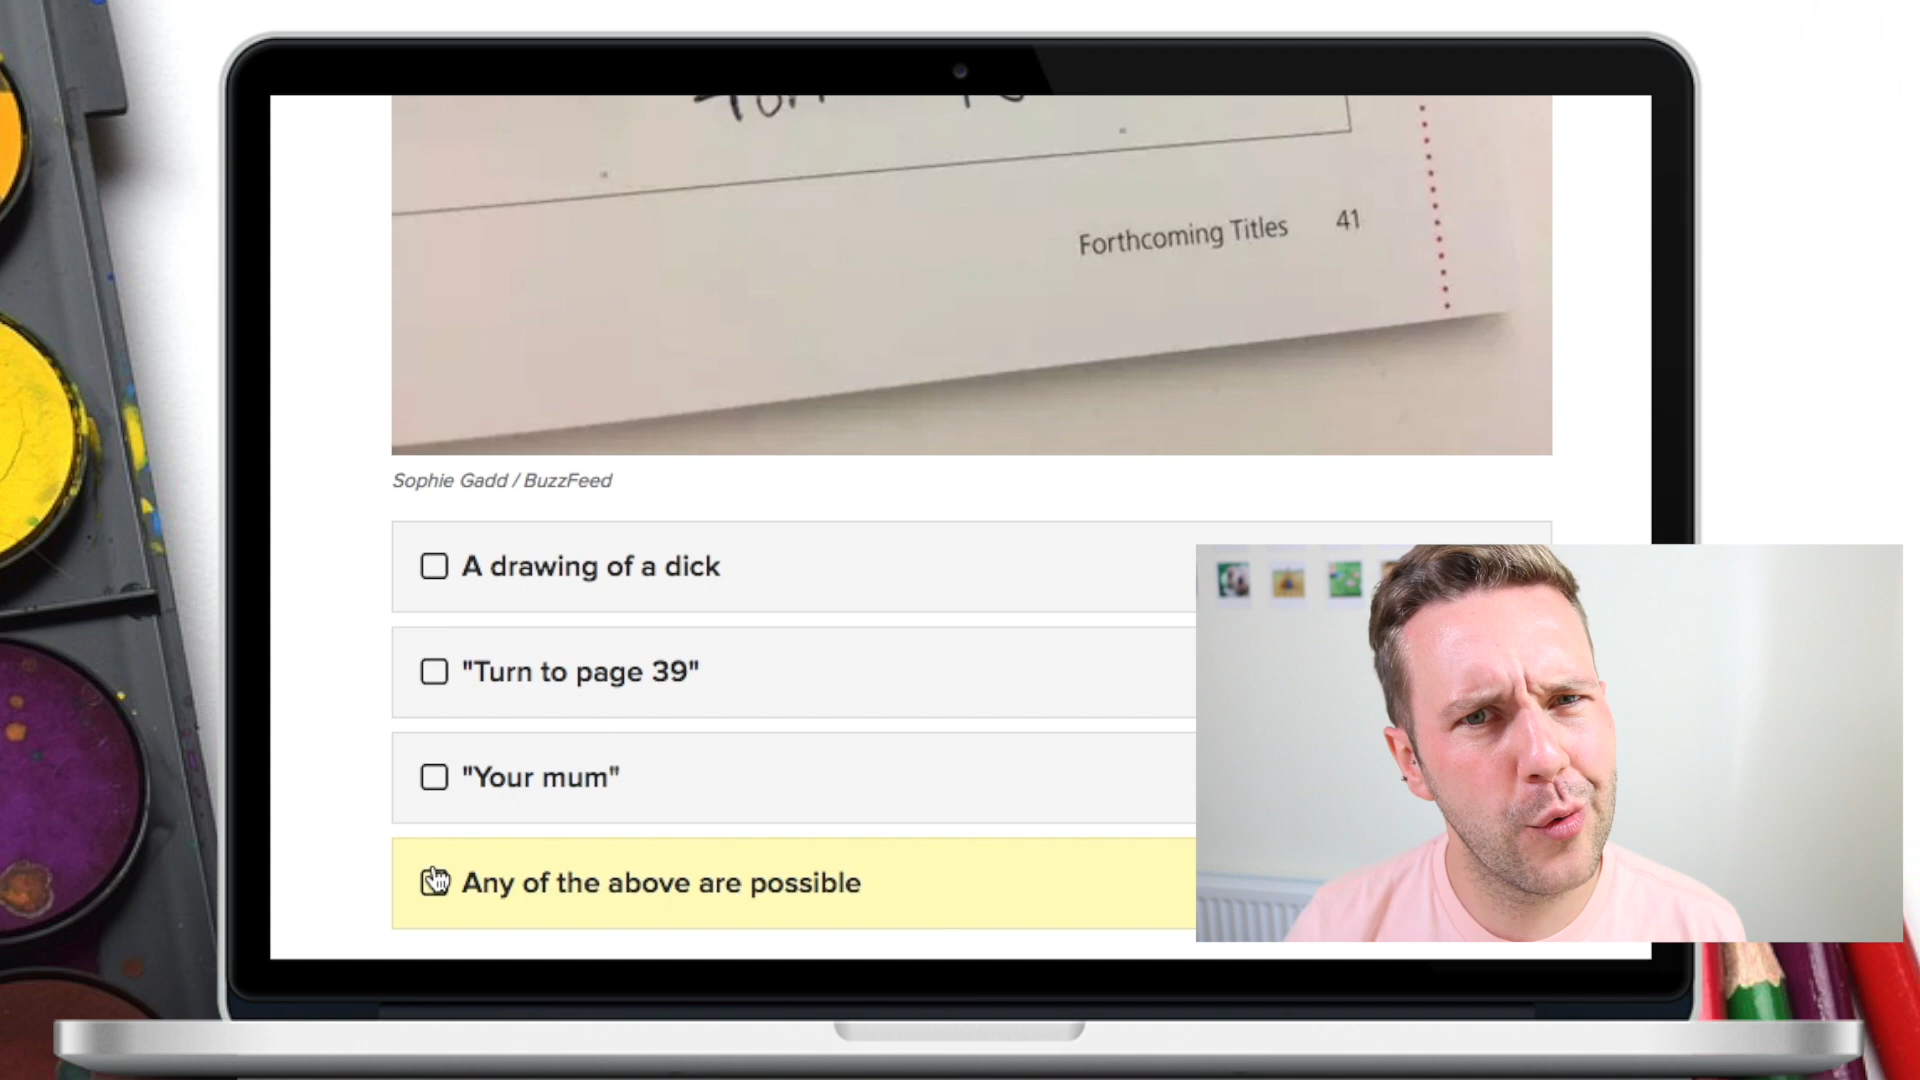 Forthcoming Titles 41
Sophie Gadd / BuzzFeed
A drawing of a dick
"Turn to page 39"
"Your mum"
Any of the above are possible